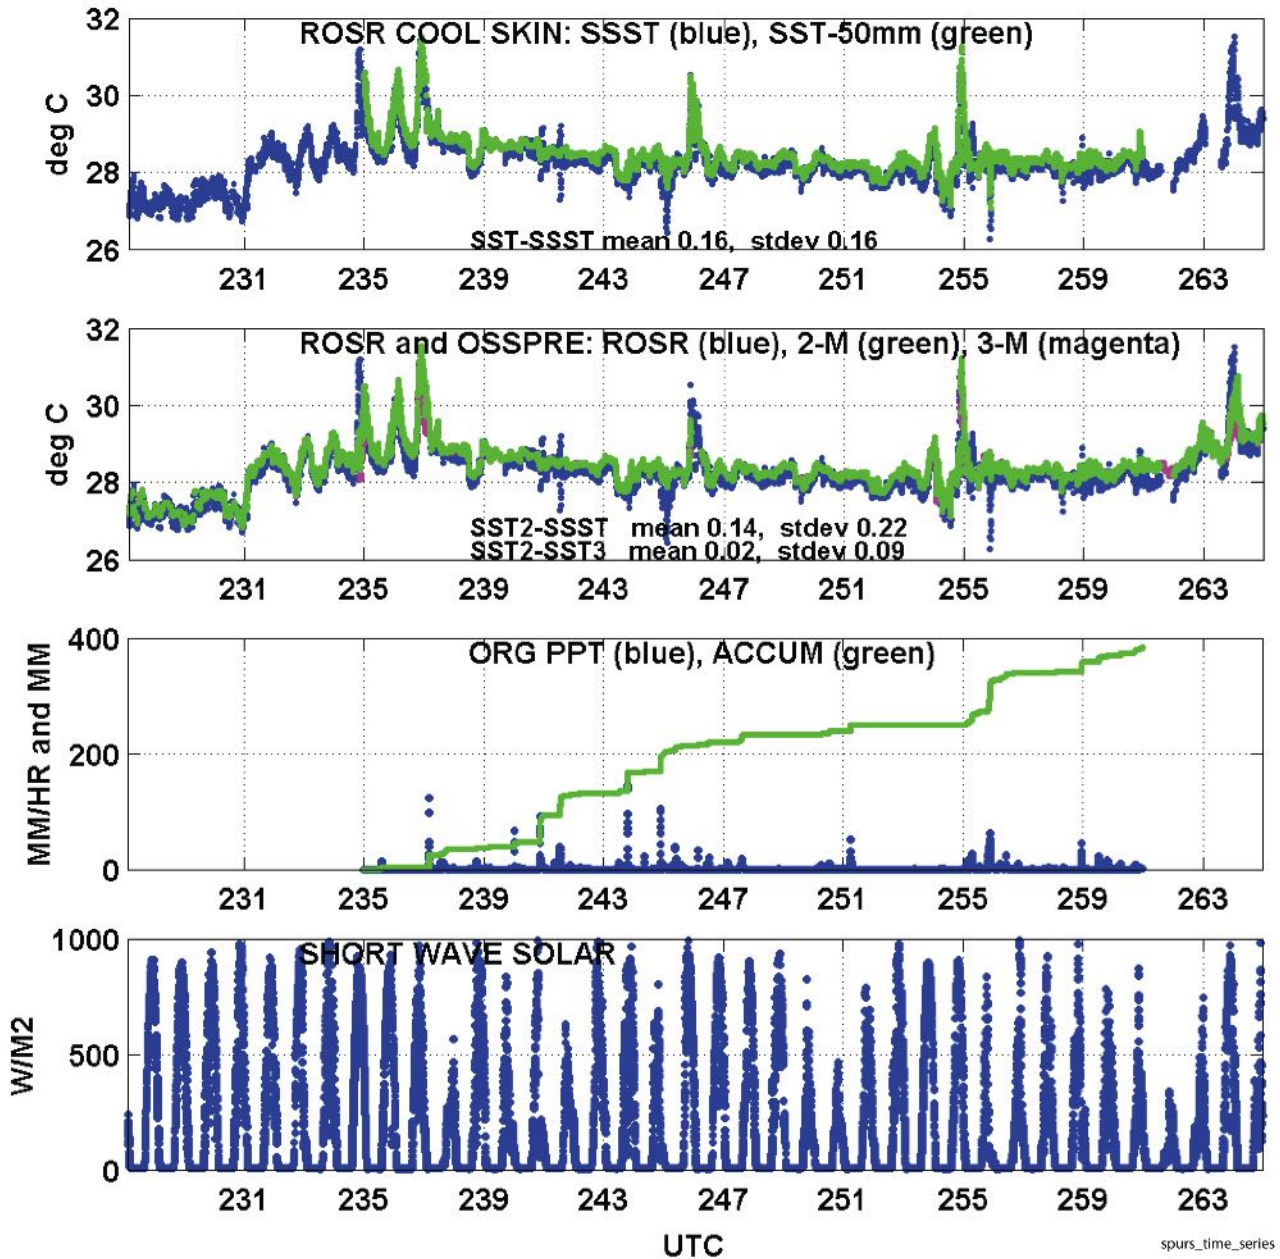 32
30
28
26
deg C
ROSR COOL SKIN: SSST (blue), SST-50mm (green)
SST-SSST mean 0.16, stdev 0.16
231 235 239 243 247 251 255 259 263
32
30
28
26
deg C
ROSR and OSSPRE: ROSR (blue), 2-M (green), 3-M (magenta)
SST2-SSST mean 0.14, stdev 0.22
SST2-SST3 mean 0.02, stdev 0.09
231 235 239 243 247 251 255 259 263
400
200
0
MM/HR and MM
ORG PPT (blue), ACCUM (green)
231 235 239 243 247 251 255 259 263
1000
500
0
W/M2
SHORT WAVE SOLAR
231 235 239 243 247 251 255 259 263
UTC
spurs_time_series